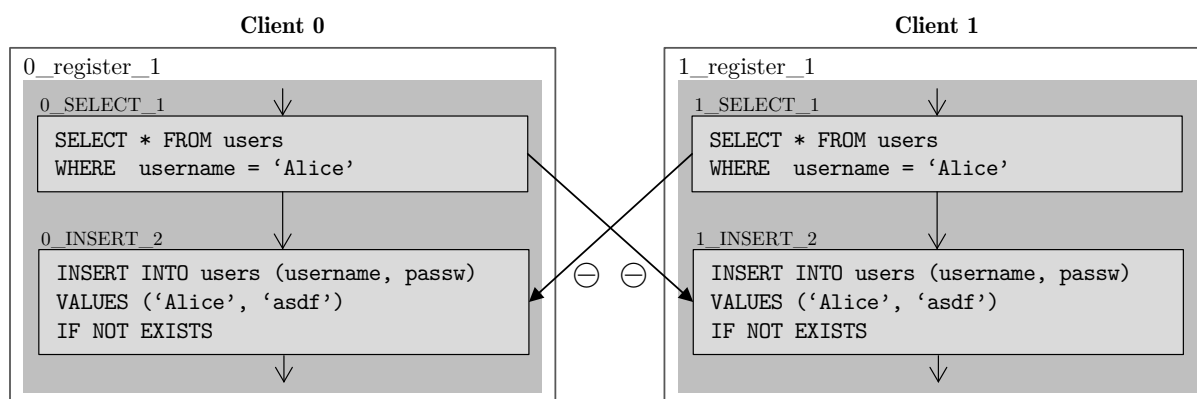 Client 0
0_register_1
0_SELECT_1
SELECT * FROM users
WHERE username = ‘Alice’
0_INSERT_2
INSERT INTO users (username, passw)
VALUES (‘Alice’, ‘asdf’)
IF NOT EXISTS
⊖ ⊖
Client 1
1_register_1
1_SELECT_1
SELECT * FROM users
WHERE username = ‘Alice’
1_INSERT_2
INSERT INTO users (username, passw)
VALUES (‘Alice’, ‘asdf’)
IF NOT EXISTS